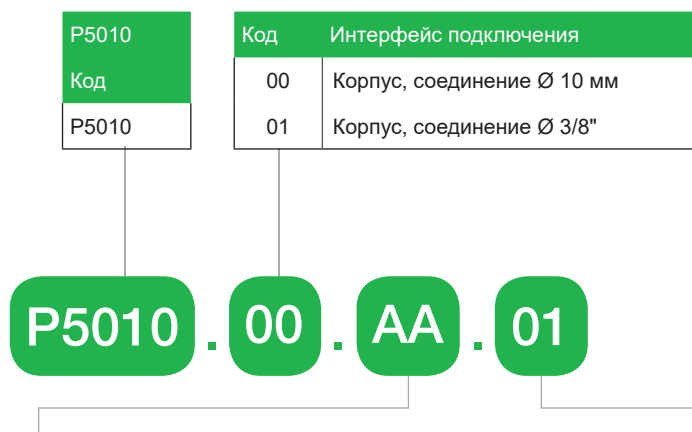 P5010
Код
P5010
Код Интерфейс подключения
00 Корпус, соединение Ø 10 мм
01 Корпус, соединение Ø 3/8"
P5010 . 00 . AA . 01